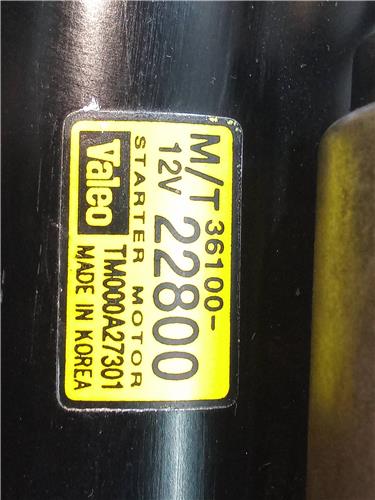 M/T 36100-
12V 22800
STARTER MOTOR
Valeo TM000A27301
MADE IN KOREA